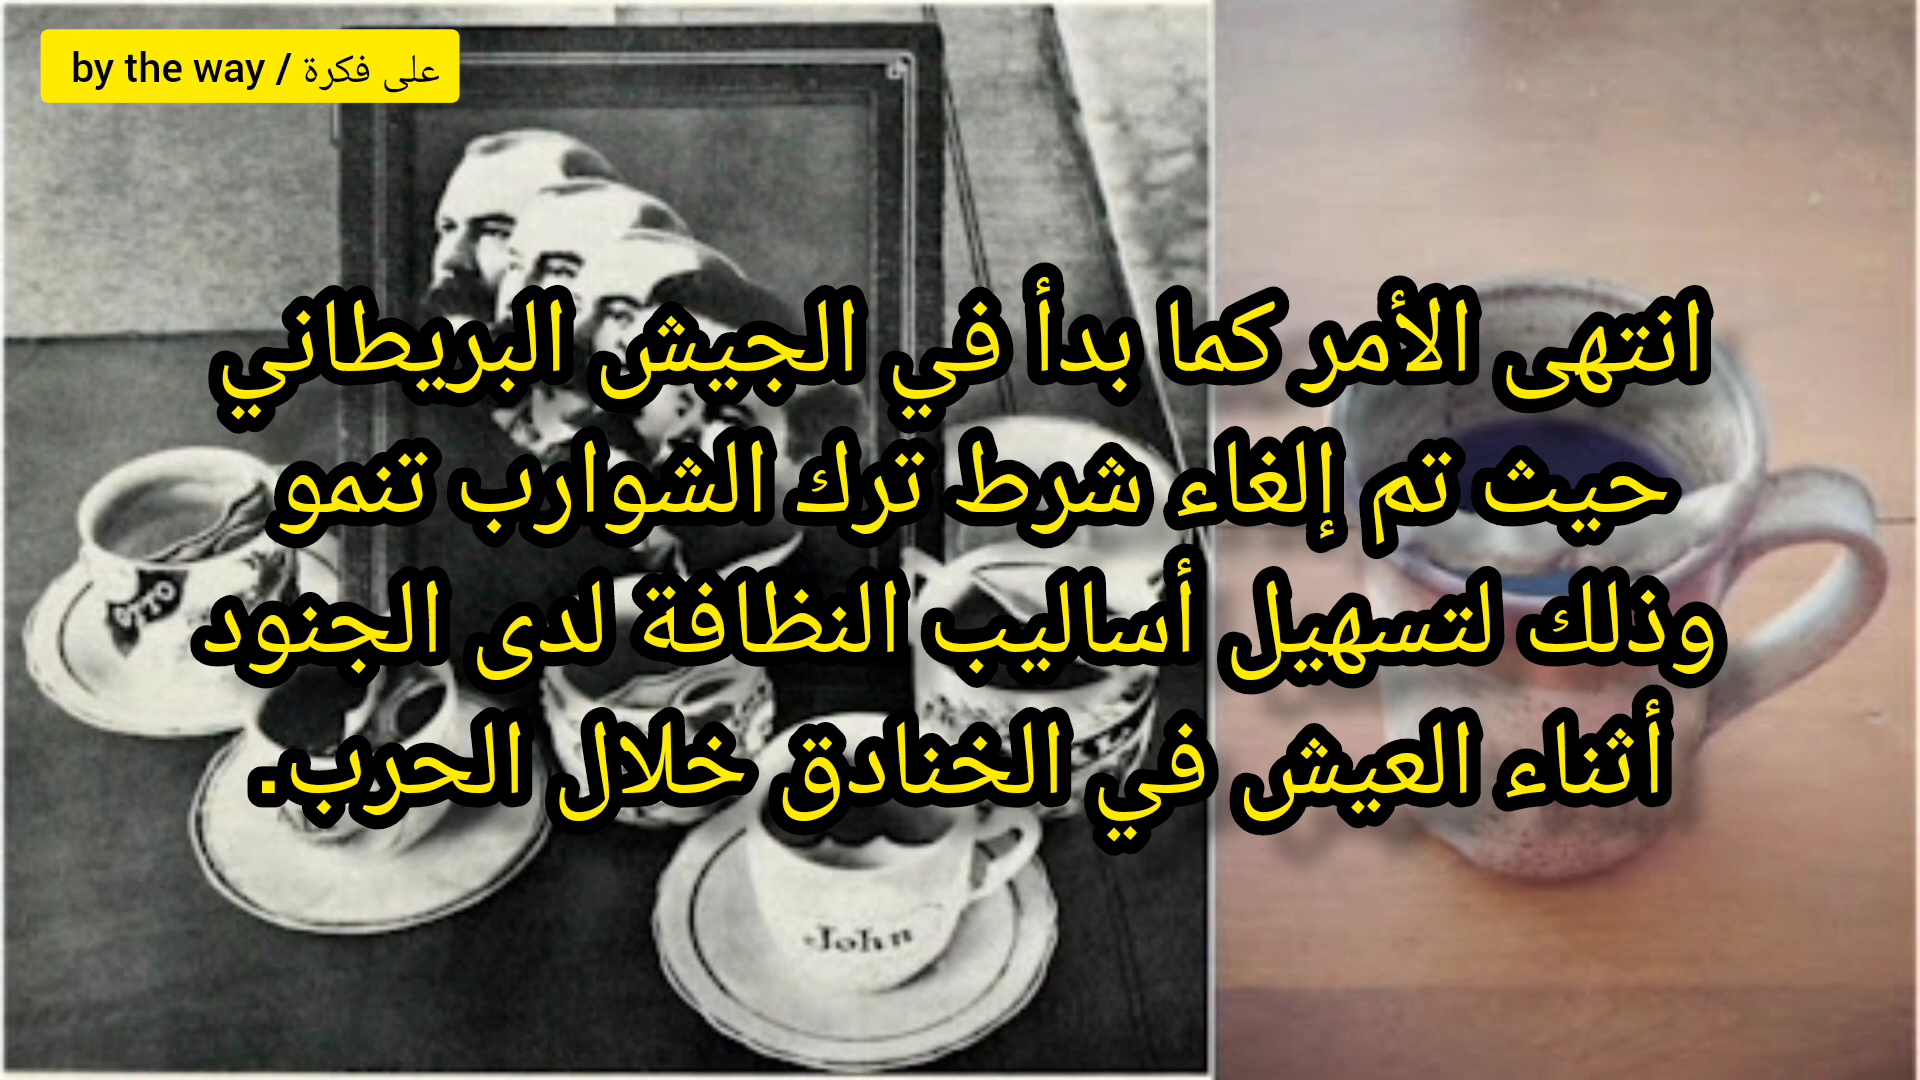 by the way / على فكرة
انتهى الأمر كما بدأ في الجيش البريطاني
حيث تم إلغاء شرط ترك الشوارب تنمو
وذلك لتسهيل أساليب النظافة لدى الجنود
أثناء العيش في الخنادق خلال الحرب.
OTTO
John